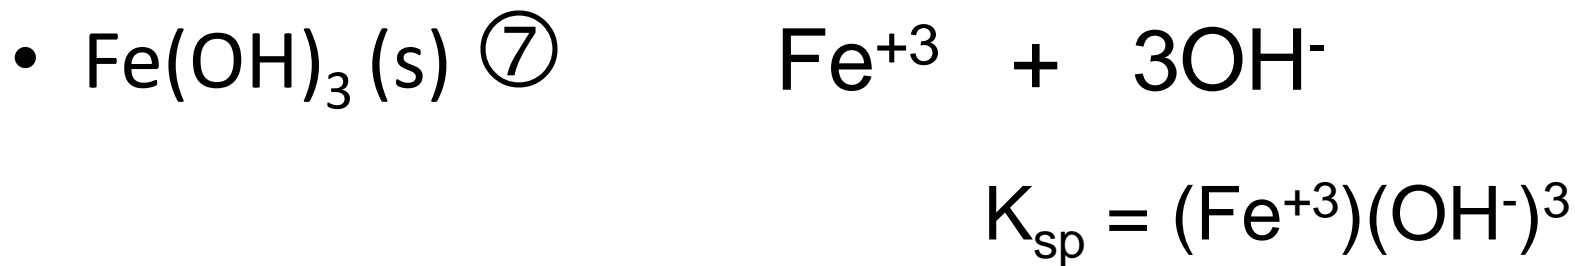 • Fe(OH)₃ (s) ⑦ Fe⁺³ + 3OH⁻
Kₛₚ = (Fe⁺³)(OH⁻)³